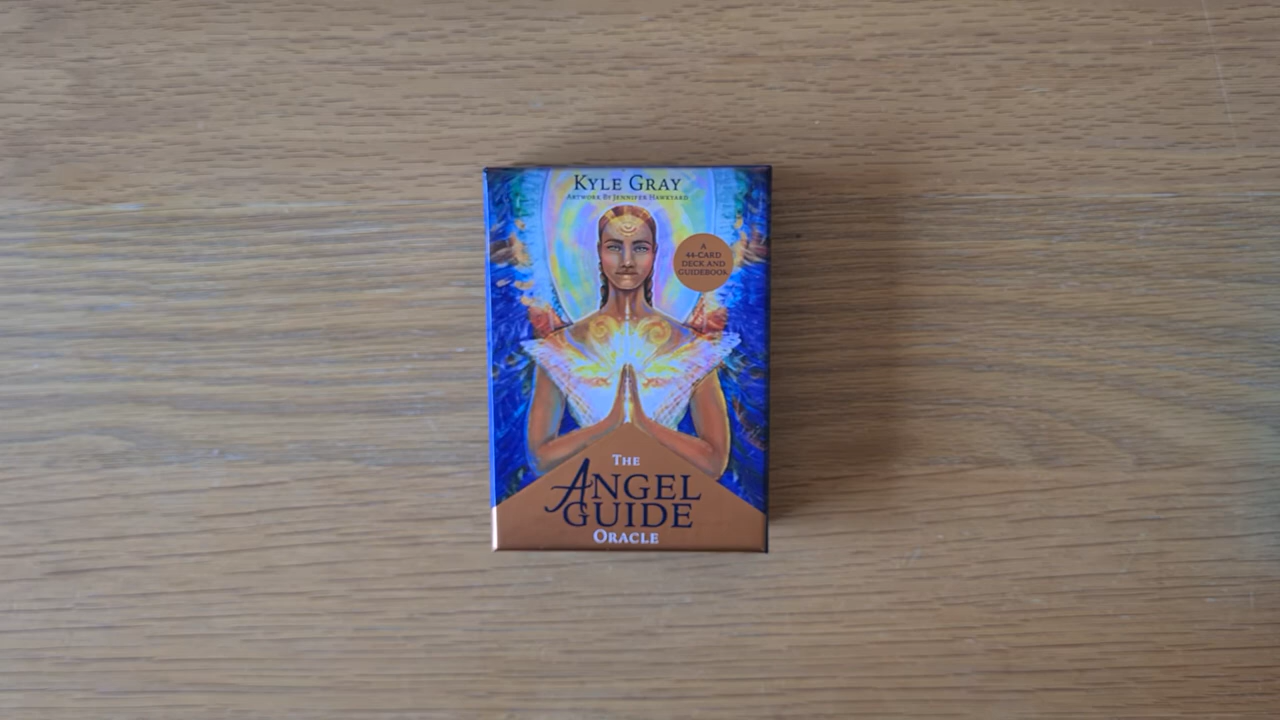 KYLE GRAY
ARTWORK BY JENNIFER HAWKYARD
A
44-CARD
DECK AND
GUIDEBOOK
THE
ANGEL
GUIDE
ORACLE